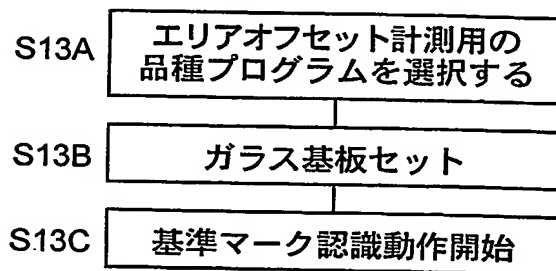 S13A
エリアオフセット計測用の
品種プログラムを選択する
S13B
ガラス基板セット
S13C
基準マーク認識動作開始